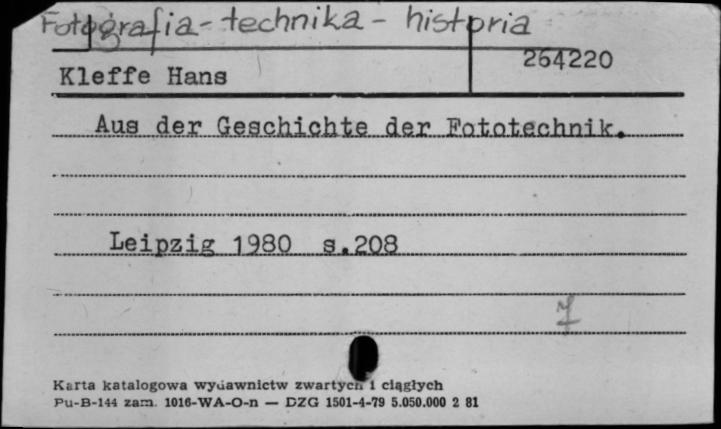 Fotografia - technika - historia
264220
Kleffe Hans
Aus der Geschichte der Fototechnik.
Leipzig 1980 s.208
Karta katalogowa wydawnictw zwartych i ciągłych
Pu-B-144 zam. 1016-WA-O-n — DZG 1501-4-79 5.050.000 2 81